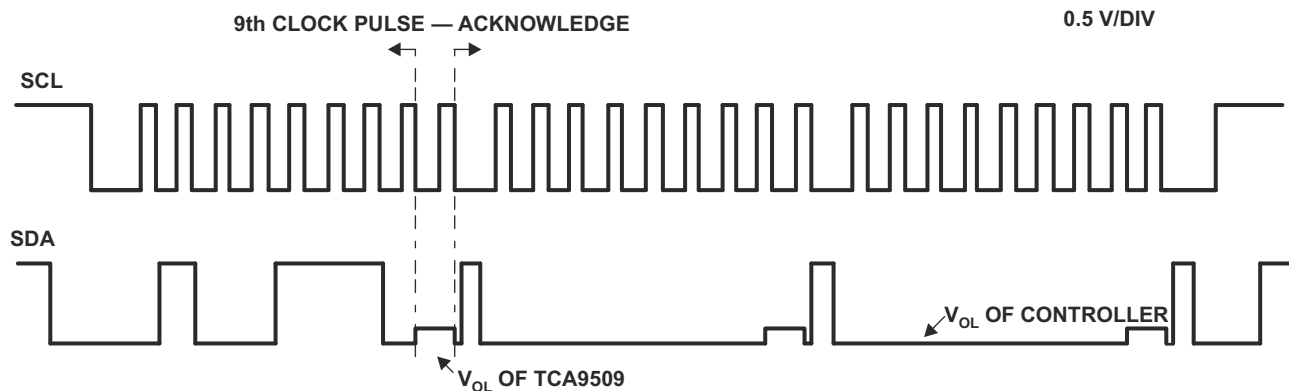 9th CLOCK PULSE — ACKNOWLEDGE
0.5 V/DIV
SCL
SDA
VOL OF CONTROLLER
VOL OF TCA9509